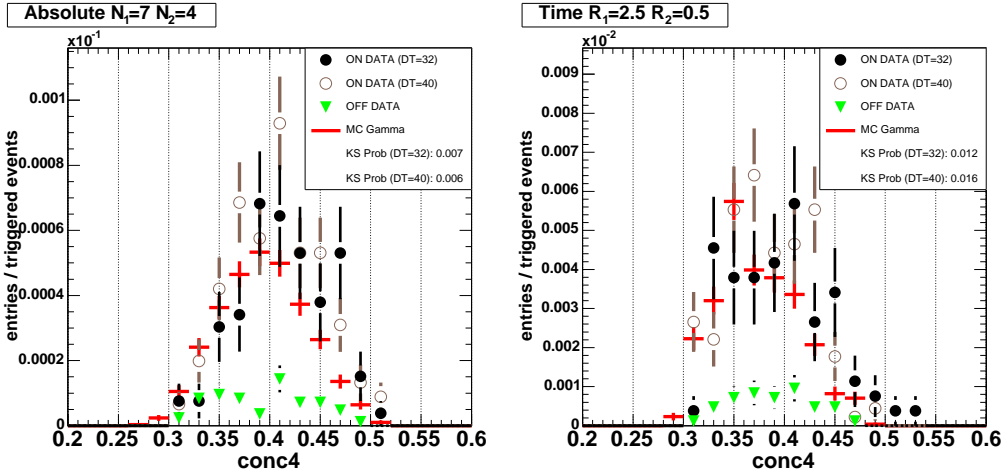 Absolute N1=7 N2=4
x10^-1
ON DATA (DT=32)
ON DATA (DT=40)
OFF DATA
MC Gamma
KS Prob (DT=32): 0.007
KS Prob (DT=40): 0.006
entries / triggered events
0.001
0.0008
0.0006
0.0004
0.0002
0
0.2 0.25 0.3 0.35 0.4 0.45 0.5 0.55 0.6
conc4
Time R1=2.5 R2=0.5
x10^-2
ON DATA (DT=32)
ON DATA (DT=40)
OFF DATA
MC Gamma
KS Prob (DT=32): 0.012
KS Prob (DT=40): 0.016
entries / triggered events
0.009
0.008
0.007
0.006
0.005
0.004
0.003
0.002
0.001
0
0.2 0.25 0.3 0.35 0.4 0.45 0.5 0.55 0.6
conc4